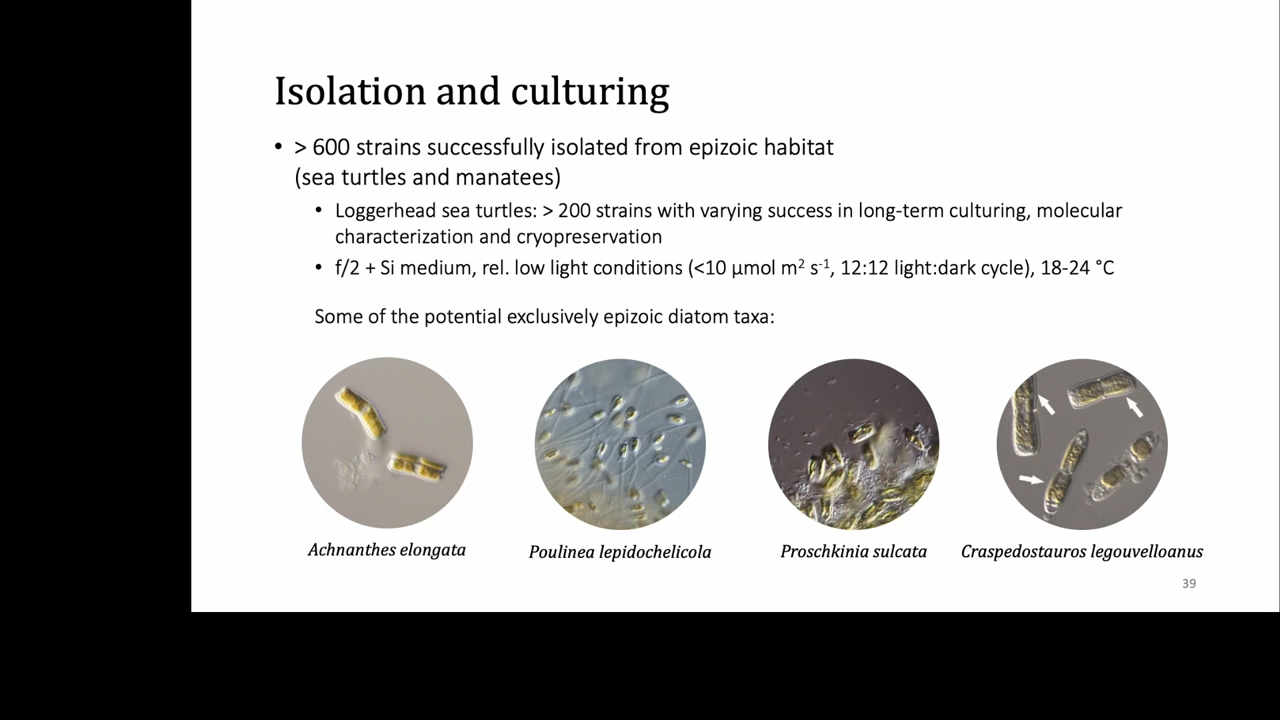 Isolation and culturing
• > 600 strains successfully isolated from epizoic habitat
(sea turtles and manatees)
• Loggerhead sea turtles: > 200 strains with varying success in long-term culturing, molecular
characterization and cryopreservation
• f/2 + Si medium, rel. low light conditions (<10 µmol m² s⁻¹, 12:12 light:dark cycle), 18-24 °C
Some of the potential exclusively epizoic diatom taxa:
Achnanthes elongata
Poulinea lepidochelicola
Proschkinia sulcata
Craspedostauros legouvelloanus
39